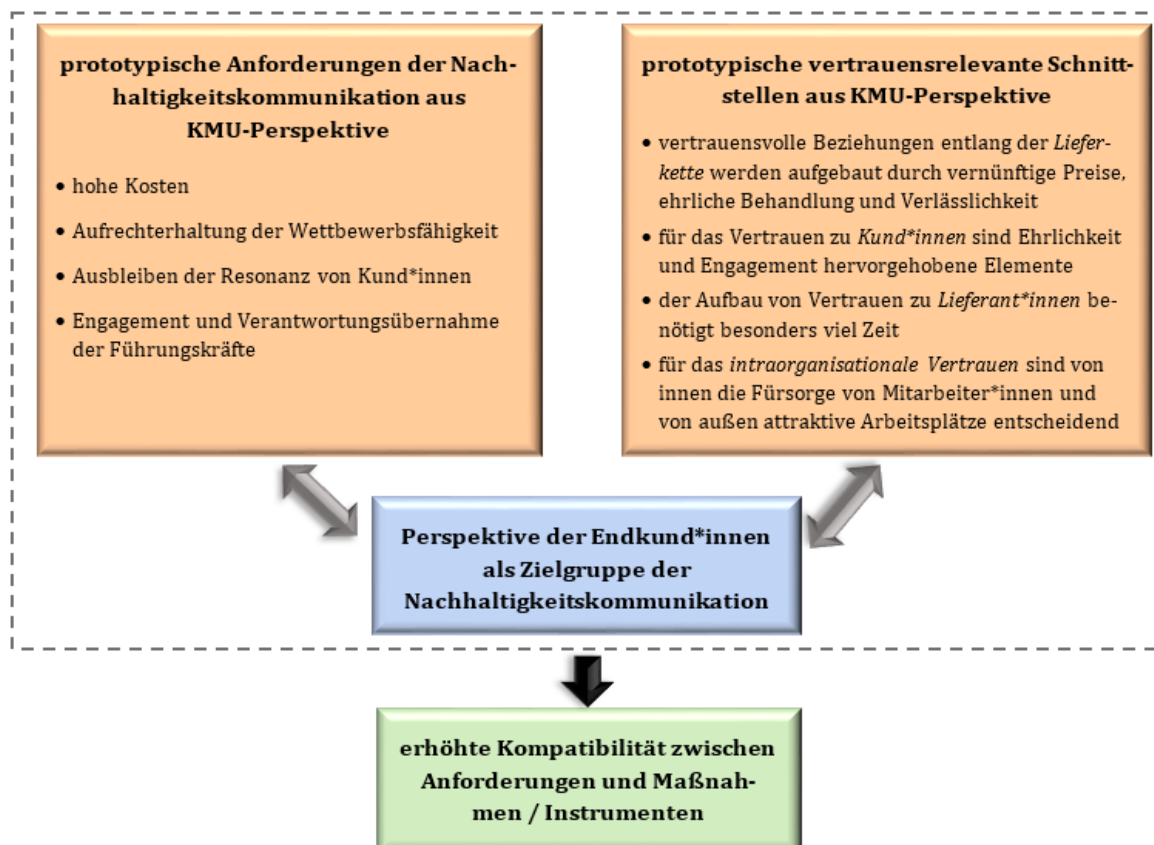 prototypische Anforderungen der Nach-
haltigkeitskommunikation aus
KMU-Perspektive
• hohe Kosten
• Aufrechterhaltung der Wettbewerbsfähigkeit
• Ausbleiben der Resonanz von Kund*innen
• Engagement und Verantwortungsübernahme
der Führungskräfte
prototypische vertrauensrelevante Schnitt-
stellen aus KMU-Perspektive
• vertrauensvolle Beziehungen entlang der Liefer-
kette werden aufgebaut durch vernünftige Preise,
ehrliche Behandlung und Verlässlichkeit
• für das Vertrauen zu Kund*innen sind Ehrlichkeit
und Engagement hervorgehobene Elemente
• der Aufbau von Vertrauen zu Lieferant*innen be-
nötigt besonders viel Zeit
• für das intraorganisationale Vertrauen sind von
innen die Fürsorge von Mitarbeiter*innen und
von außen attraktive Arbeitsplätze entscheidend
Perspektive der Endkund*innen
als Zielgruppe der
Nachhaltigkeitskommunikation
erhöhte Kompatibilität zwischen
Anforderungen und Maßnah-
men / Instrumenten